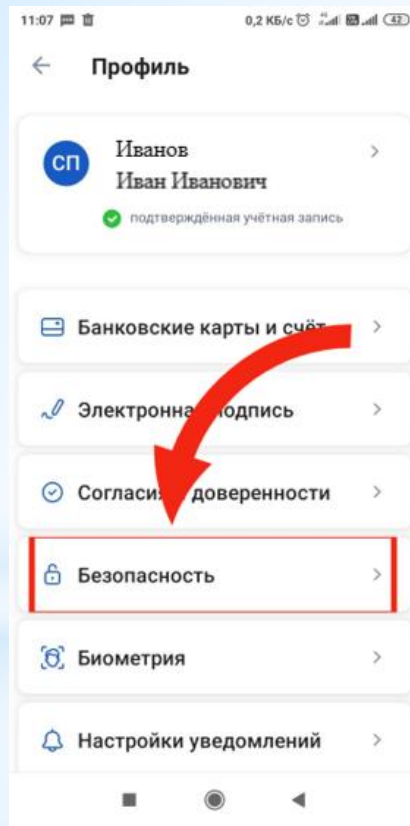 11:07 0,2 КБ/с 42
Профиль
СП
Иванов
Иван Иванович
подтверждённая учётная запись
Банковские карты и счёт
Электронна подпись
Согласия доверенности
Безопасность
Биометрия
Настройки уведомлений